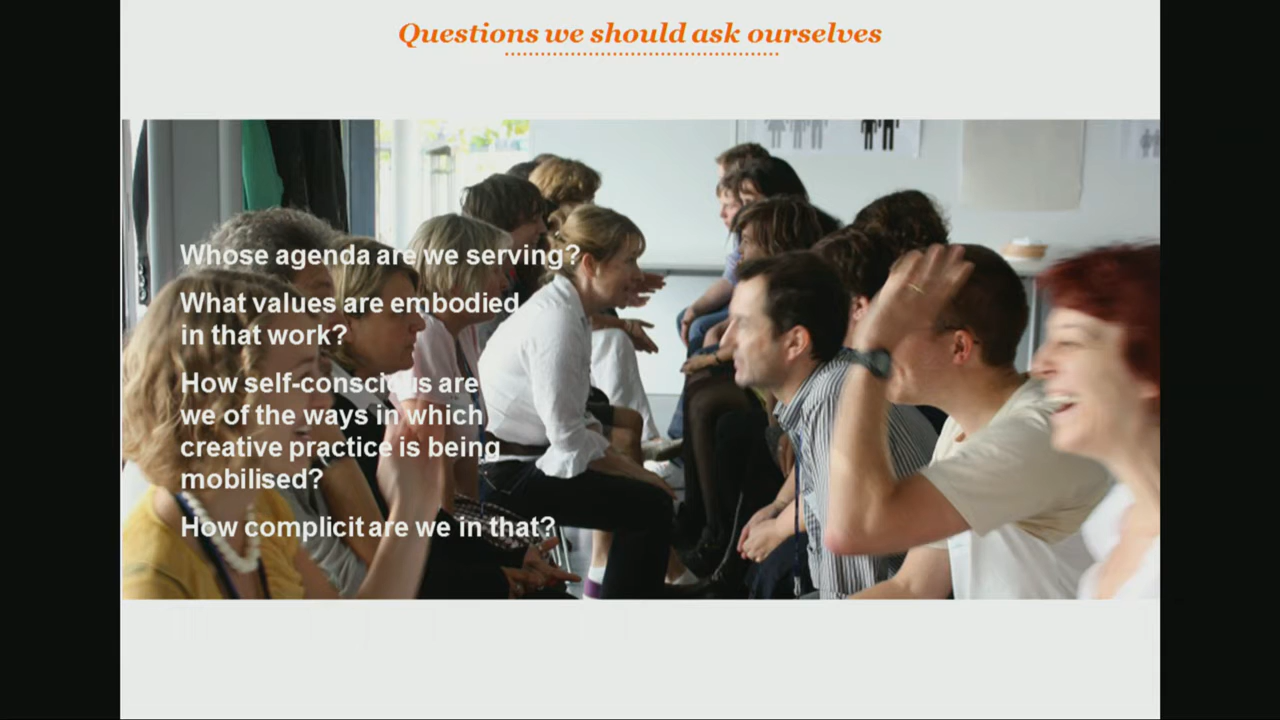 Questions we should ask ourselves
Whose agenda are we serving?
What values are embodied
in that work?
How self-conscious are
we of the ways in which
creative practice is being
mobilised?
How complicit are we in that?